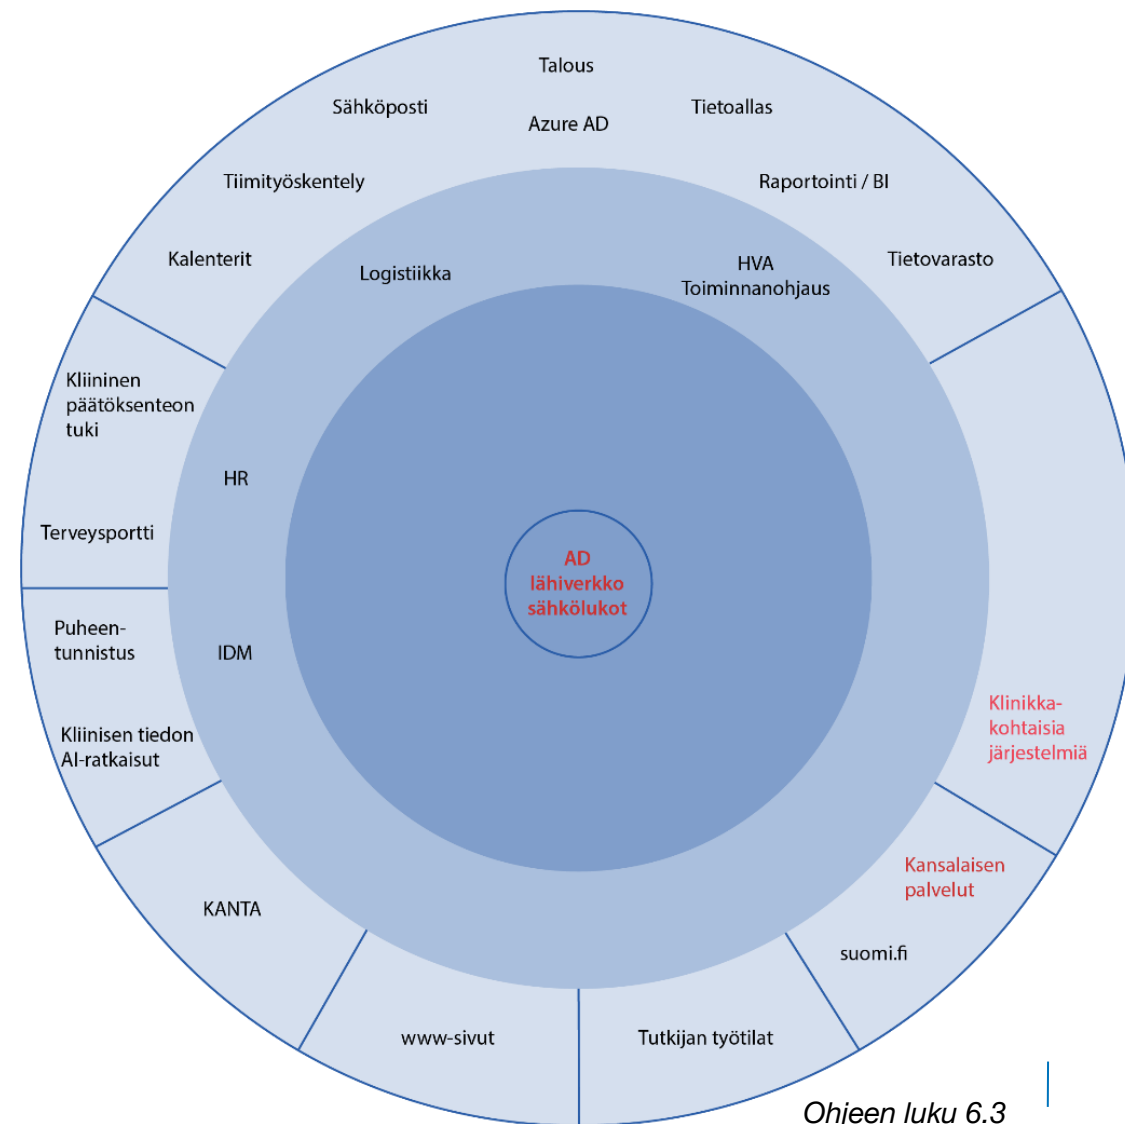 Talous
Sähköposti
Azure AD
Tietoallas
Tiimityöskentely
Raportointi / BI
Kalenterit
Tietovarasto
Logistiikka
HVA
Toiminnanohjaus
Kliininen
päätöksenteon
tuki
HR
Terveysportti
AD
lähiverkko
sähkölukot
Puheen-
tunnistus
IDM
Kliinisen tiedon
AI-ratkaisut
Klinikka-
kohtaisia
järjestelmiä
Kansalaisen
palvelut
KANTA
suomi.fi
www-sivut
Tutkijan työtilat
Ohjeen luku 6.3